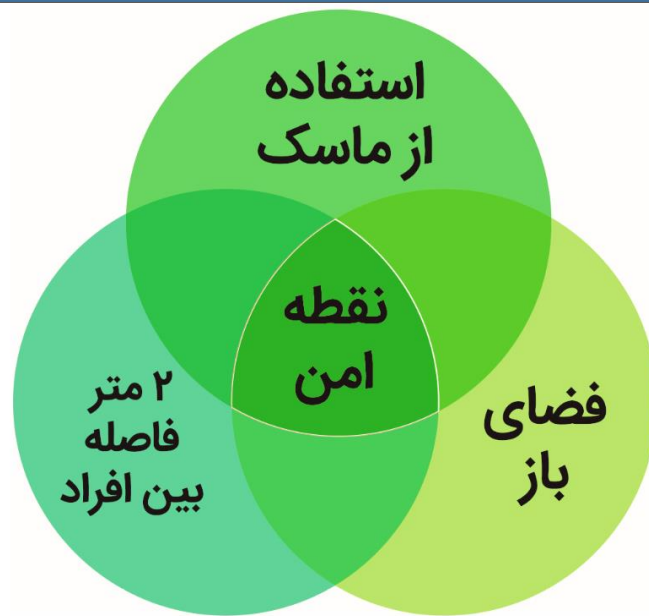 استفاده
از ماسک
نقطه
امن
فضای
باز
۲ متر
فاصله
بین افراد